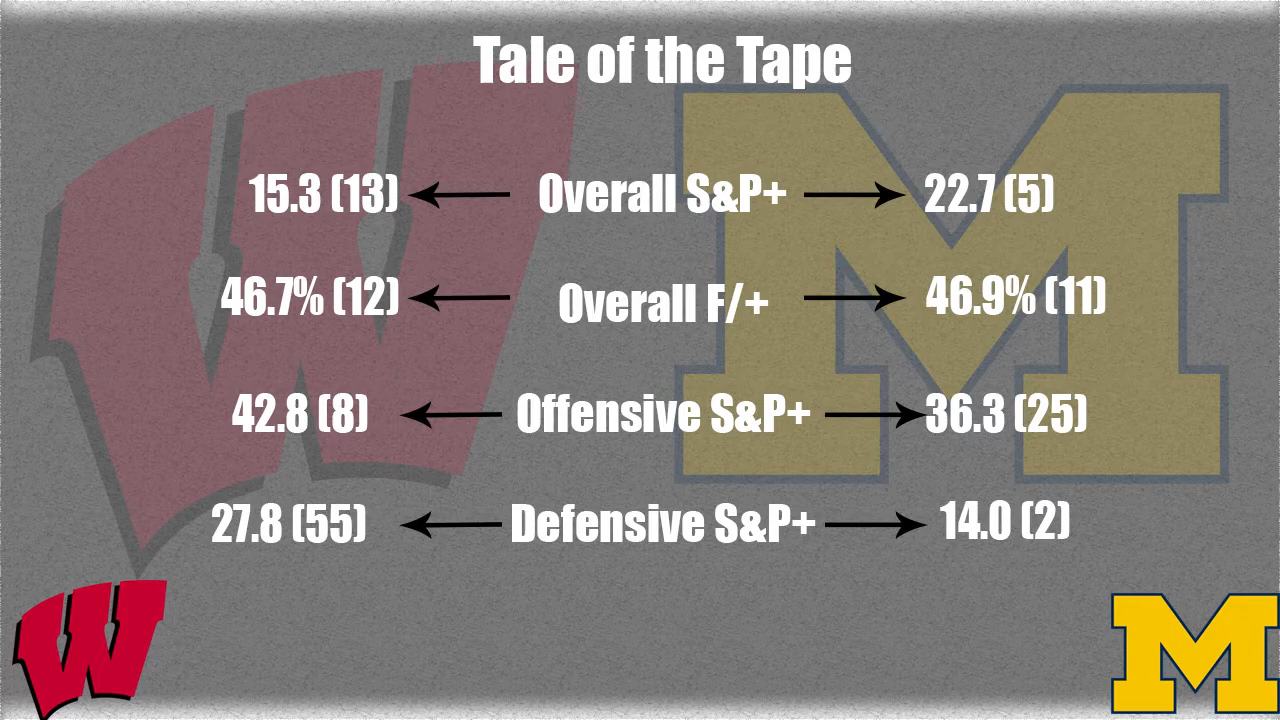 Tale of the Tape
15.3 (13) Overall S&P+ 22.7 (5)
46.7% (12) Overall F/+ 46.9% (11)
42.8 (8) Offensive S&P+ 36.3 (25)
27.8 (55) Defensive S&P+ 14.0 (2)
W M